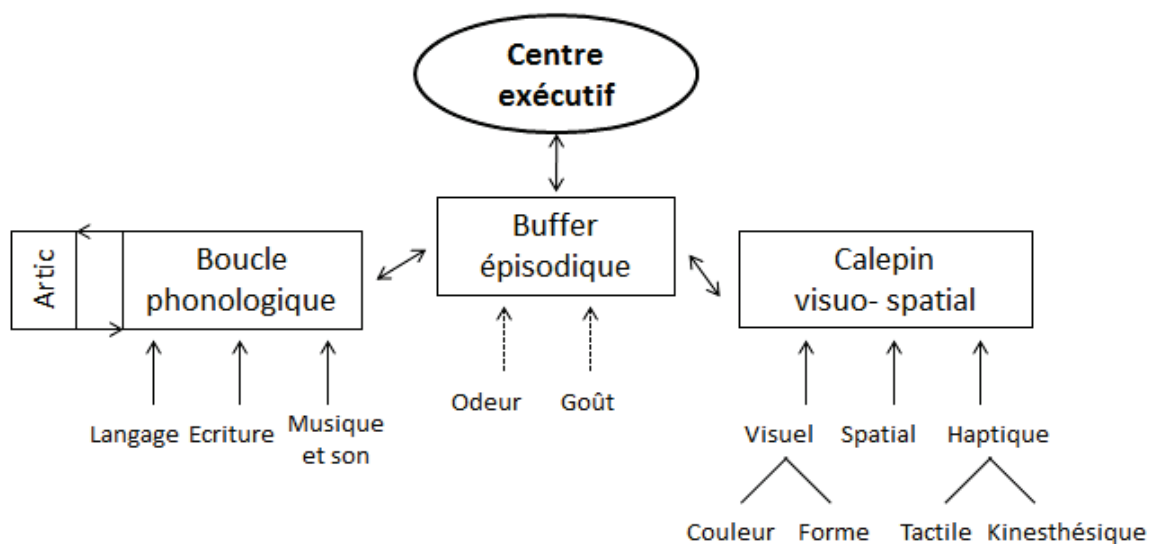 Centre
exécutif
Buffer
épisodique
Artic
Boucle
phonologique
Calepin
visuo- spatial
Odeur
Goût
Langage
Ecriture
Musique
et son
Visuel
Spatial
Haptique
Couleur
Forme
Tactile
Kinesthésique